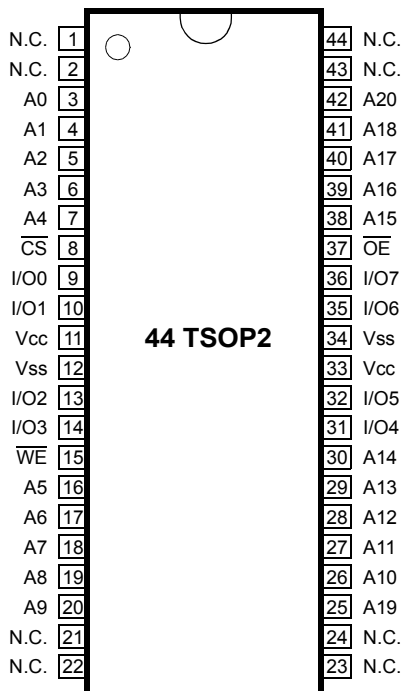 N.C. 1 44 N.C.
N.C. 2 43 N.C.
A0 3 42 A20
A1 4 41 A18
A2 5 40 A17
A3 6 39 A16
A4 7 38 A15
C̅S̅ 8 37 O̅E̅
I/O0 9 36 I/O7
I/O1 10 35 I/O6
Vcc 11 44 TSOP2 34 Vss
Vss 12 33 Vcc
I/O2 13 32 I/O5
I/O3 14 31 I/O4
W̅E̅ 15 30 A14
A5 16 29 A13
A6 17 28 A12
A7 18 27 A11
A8 19 26 A10
A9 20 25 A19
N.C. 21 24 N.C.
N.C. 22 23 N.C.